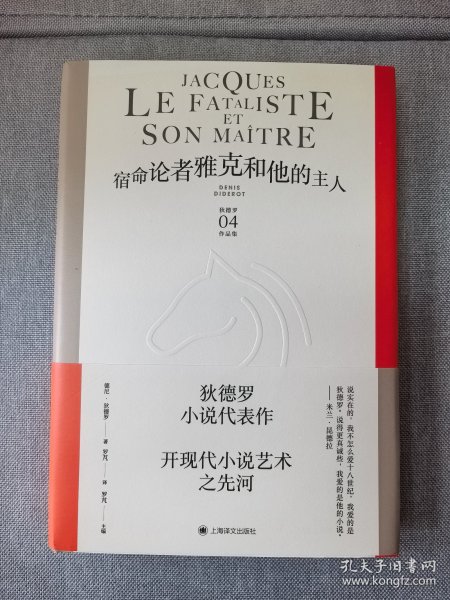 JACQUES
LE FATALISTE
ET
SON MAÎTRE
宿命论者雅克和他的主人
DENIS
DIDEROT
狄德罗
04
作品集
狄德罗
小说代表作
开现代小说艺术
之先河
说实在的，我不怎么爱十八世纪，我爱的是
狄德罗。说得更真诚些：我爱的是他的小说。
——米兰·昆德拉
德尼·狄德罗——著 罗芃——译 罗芃——主编
上海译文出版社
孔夫子旧书网
www.kongfz.com